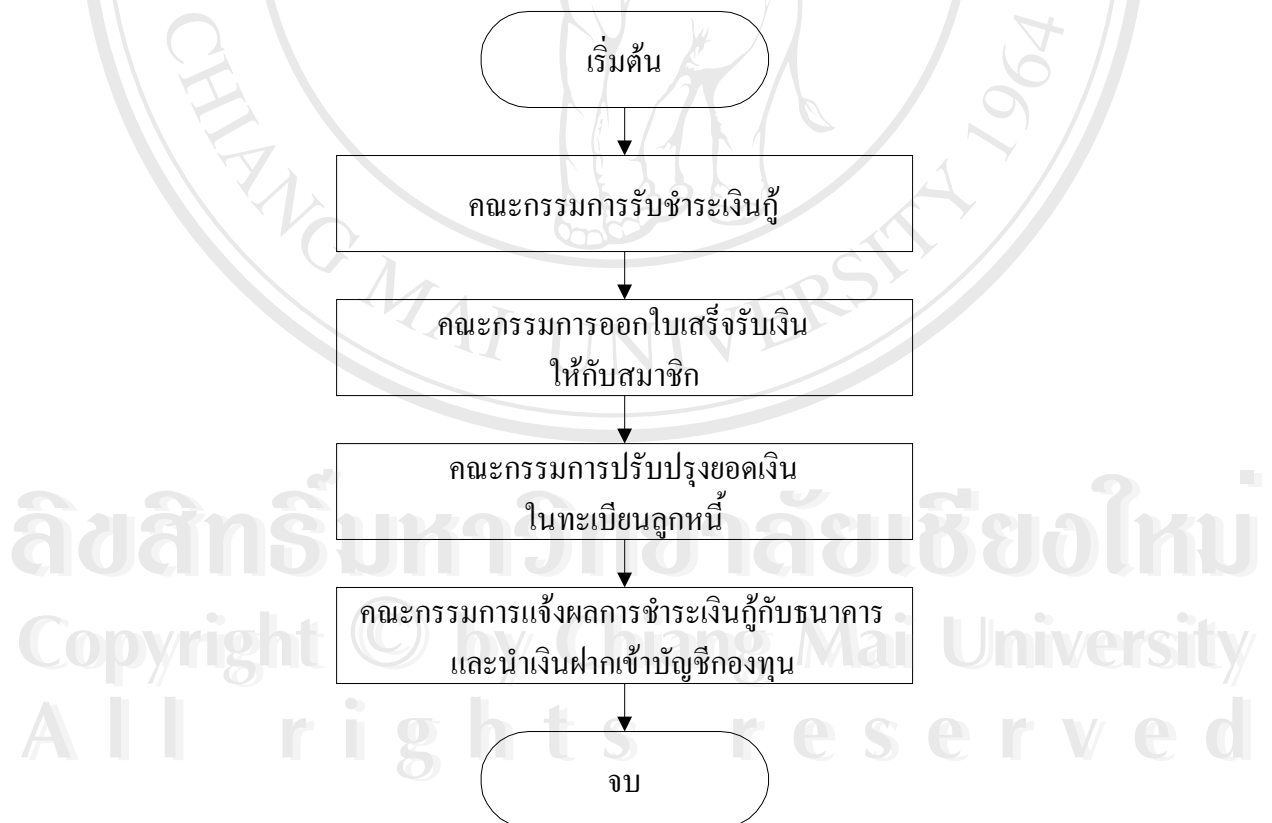 เริ่มต้น
คณะกรรมการรับชำระเงินกู้
คณะกรรมการออกใบเสร็จรับเงิน
ให้กับสมาชิก
คณะกรรมการปรับปรุงยอดเงิน
ในทะเบียนลูกหนี้
คณะกรรมการแจ้งผลการชำระเงินกู้กับธนาคาร
และนำเงินฝากเข้าบัญชีกองทุน
จบ
CHIANG MAI UNIVERSITY 1964
ลิขสิทธิ์มหาวิทยาลัยเชียงใหม่
Copyright © by Chiang Mai University
All rights reserved